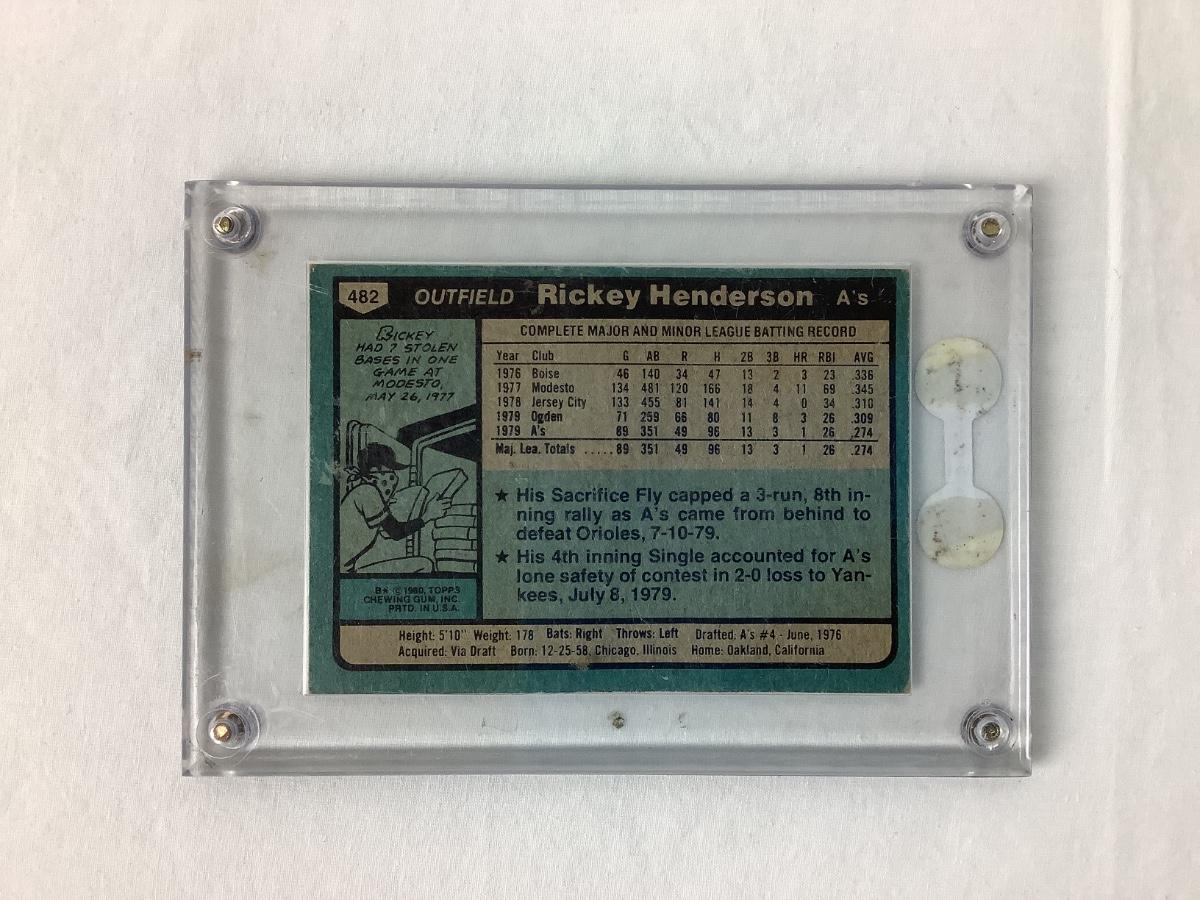 482 OUTFIELD Rickey Henderson A's
RICKEY
HAD 7 STOLEN
BASES IN ONE
GAME AT
MODESTO,
MAY 26, 1977
B★ © 1980, TOPPS
CHEWING GUM, INC.
PRTD. IN U.S.A.
COMPLETE MAJOR AND MINOR LEAGUE BATTING RECORD
Year Club G AB R H 2B 3B HR RBI AVG
1976 Boise 46 140 34 47 13 2 3 23 .336
1977 Modesto 134 481 120 166 18 4 11 69 .345
1978 Jersey City 133 455 81 141 14 4 0 34 .310
1979 Ogden 71 259 66 80 11 8 3 26 .309
1979 A's 89 351 49 96 13 3 1 26 .274
Maj. Lea. Totals .....89 351 49 96 13 3 1 26 .274
★ His Sacrifice Fly capped a 3-run, 8th in-
ning rally as A's came from behind to
defeat Orioles, 7-10-79.
★ His 4th inning Single accounted for A's
lone safety of contest in 2-0 loss to Yan-
kees, July 8, 1979.
Height: 5'10" Weight: 178 Bats: Right Throws: Left Drafted: A's #4 - June, 1976
Acquired: Via Draft Born: 12-25-58, Chicago, Illinois Home: Oakland, California